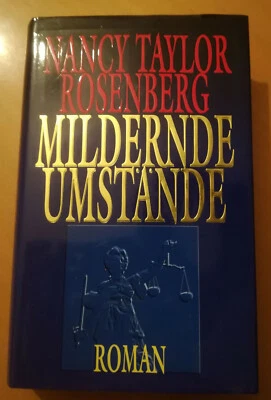 NANCY TAYLOR
ROSENBERG
MILDERNDE
UMSTÄNDE
ROMAN